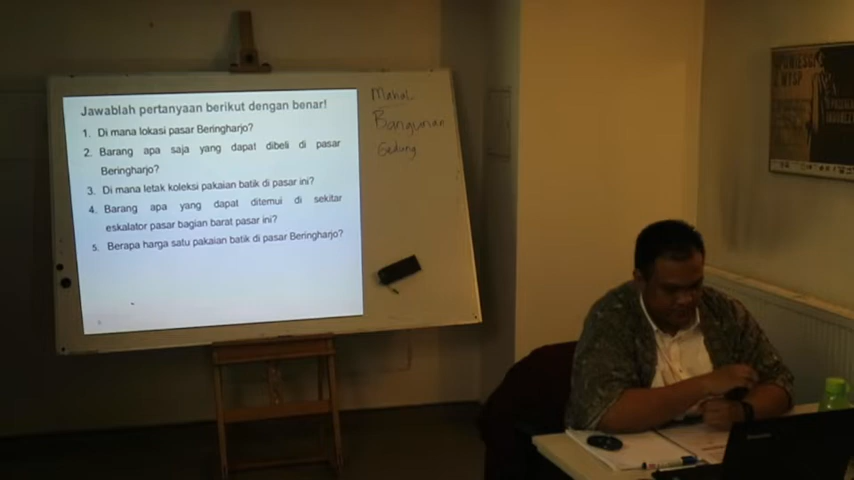 Jawablah pertanyaan berikut dengan benar!
1. Di mana lokasi pasar Beringharjo?
2. Barang apa saja yang dapat dibeli di pasar
Beringharjo?
3. Di mana letak koleksi pakaian batik di pasar ini?
4. Barang apa yang dapat ditemui di sekitar
eskalator pasar bagian barat pasar ini?
5. Berapa harga satu pakaian batik di pasar Beringharjo?
Mahal
Bangunan
Gedung